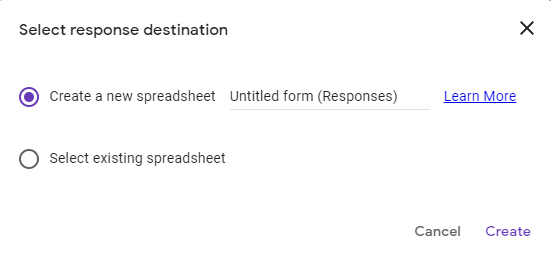 Select response destination
Create a new spreadsheet Untitled form (Responses) Learn More
Select existing spreadsheet
Cancel Create